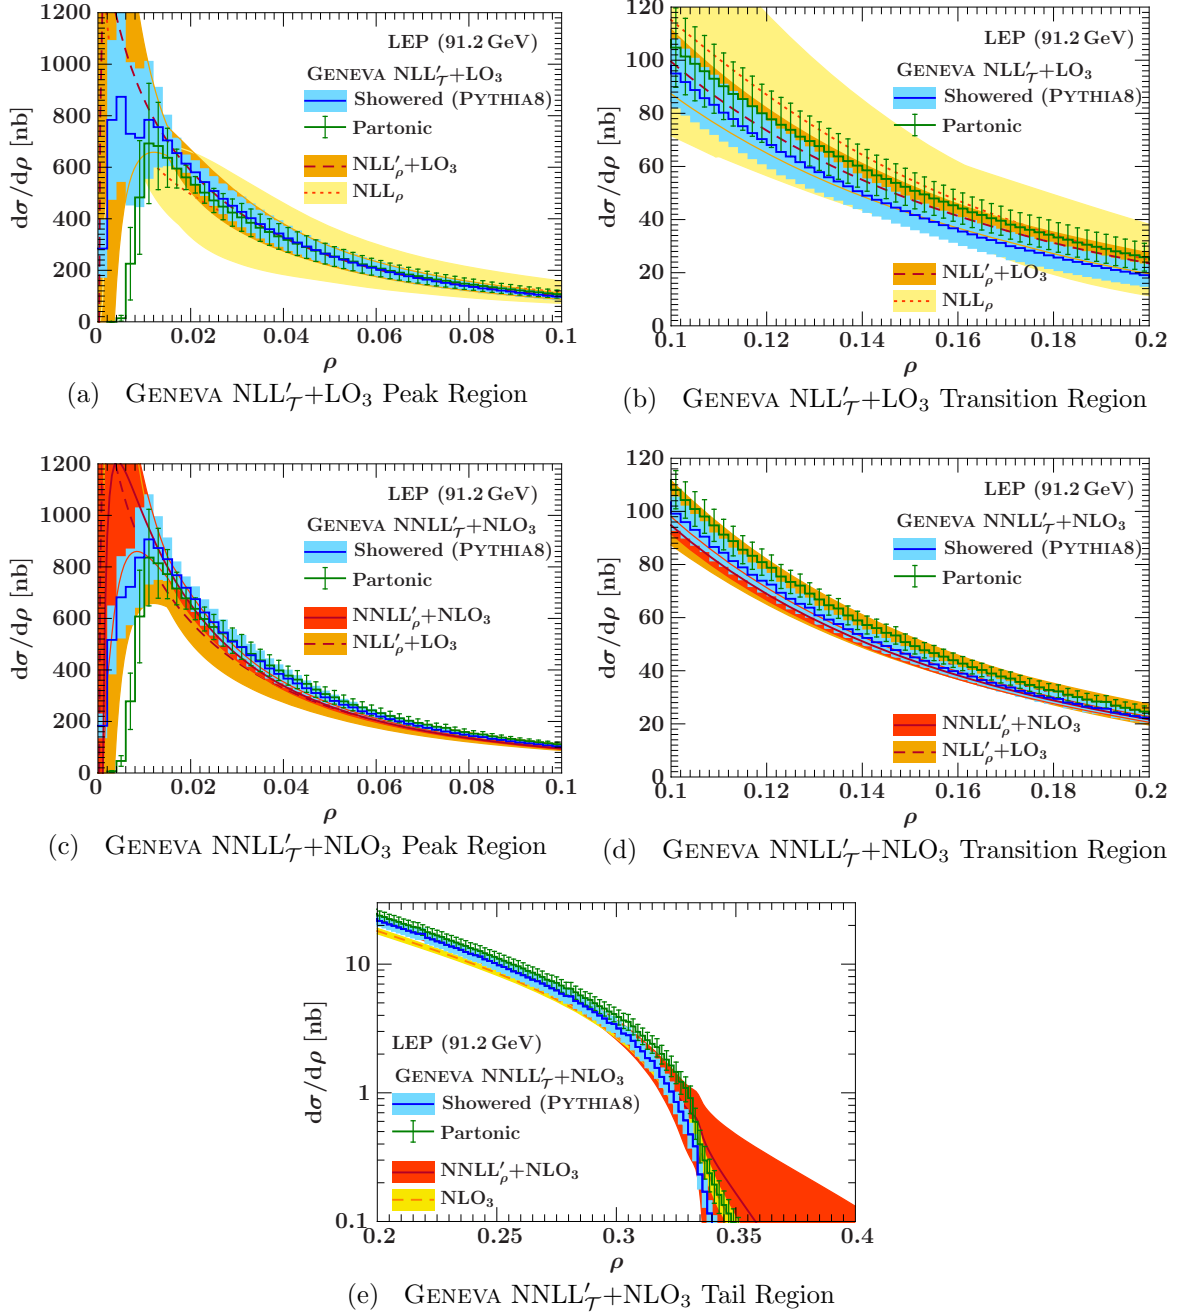 1200
1000
800
600
400
200
0
dσ/dρ [nb]
LEP (91.2 GeV)
GENEVA NLL′𝒯+LO₃
Showered (PYTHIA8)
Partonic
NLL′ρ+LO₃
NLLρ
0 0.02 0.04 0.06 0.08 0.1
ρ
(a) GENEVA NLL′𝒯+LO₃ Peak Region
120
100
80
60
40
20
0
dσ/dρ [nb]
LEP (91.2 GeV)
GENEVA NLL′𝒯+LO₃
Showered (PYTHIA8)
Partonic
NLL′ρ+LO₃
NLLρ
0.1 0.12 0.14 0.16 0.18 0.2
ρ
(b) GENEVA NLL′𝒯+LO₃ Transition Region
1200
1000
800
600
400
200
0
dσ/dρ [nb]
LEP (91.2 GeV)
GENEVA NNLL′𝒯+NLO₃
Showered (PYTHIA8)
Partonic
NNLL′ρ+NLO₃
NLL′ρ+LO₃
0 0.02 0.04 0.06 0.08 0.1
ρ
(c) GENEVA NNLL′𝒯+NLO₃ Peak Region
120
100
80
60
40
20
0
dσ/dρ [nb]
LEP (91.2 GeV)
GENEVA NNLL′𝒯+NLO₃
Showered (PYTHIA8)
Partonic
NNLL′ρ+NLO₃
NLL′ρ+LO₃
0.1 0.12 0.14 0.16 0.18 0.2
ρ
(d) GENEVA NNLL′𝒯+NLO₃ Transition Region
10
1
0.1
dσ/dρ [nb]
LEP (91.2 GeV)
GENEVA NNLL′𝒯+NLO₃
Showered (PYTHIA8)
Partonic
NNLL′ρ+NLO₃
NLO₃
0.2 0.25 0.3 0.35 0.4
ρ
(e) GENEVA NNLL′𝒯+NLO₃ Tail Region